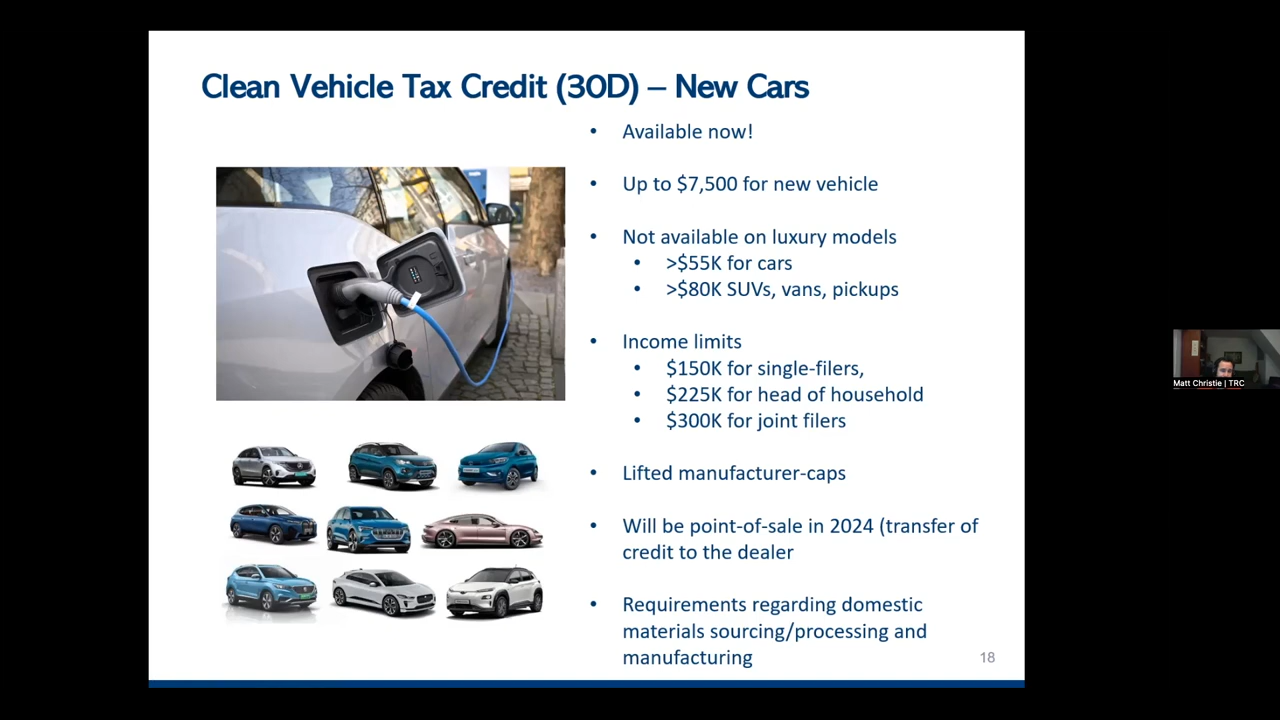 Clean Vehicle Tax Credit (30D) – New Cars
• Available now!
• Up to $7,500 for new vehicle
• Not available on luxury models
• >$55K for cars
• >$80K SUVs, vans, pickups
• Income limits
• $150K for single-filers,
• $225K for head of household
• $300K for joint filers
• Lifted manufacturer-caps
• Will be point-of-sale in 2024 (transfer of
credit to the dealer
• Requirements regarding domestic
materials sourcing/processing and
manufacturing
18
Matt Christie | TRC